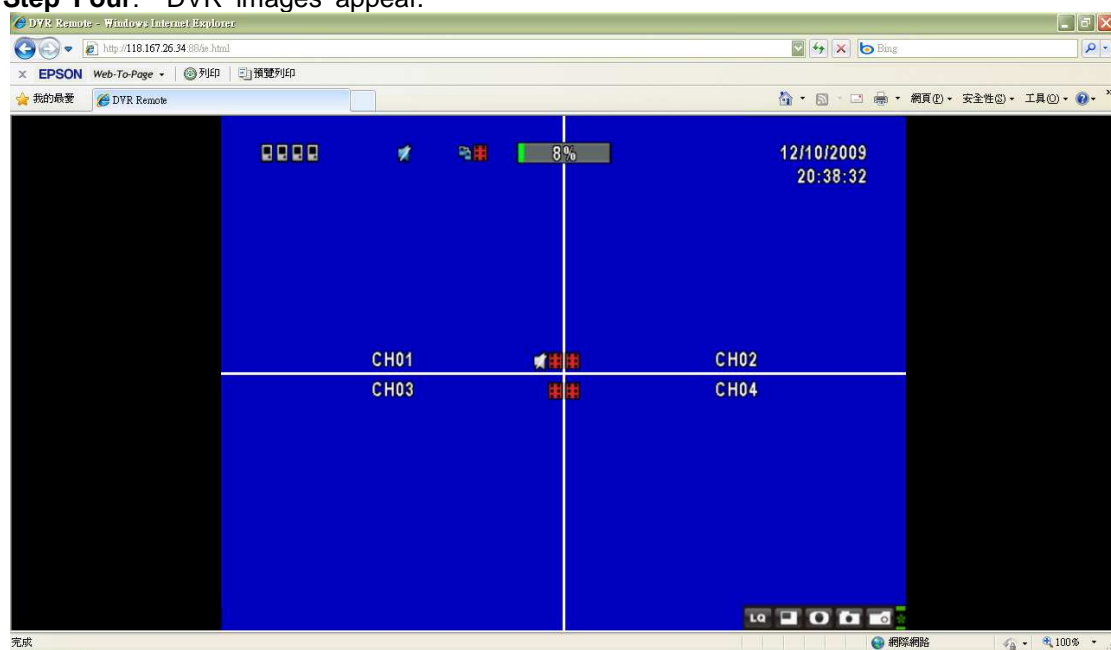 Step Four: DVR images appear.
DVR Remote - Windows Internet Explorer
http://118.167.26.34:88/ie.html
Bing
x EPSON Web-To-Page 列印 預覽列印
我的最愛 DVR Remote 網頁(P) 安全性(S) 工具(O)
8% 12/10/2009
20:38:32
CH01 CH02
CH03 CH04
LQ
完成 網際網路 100%